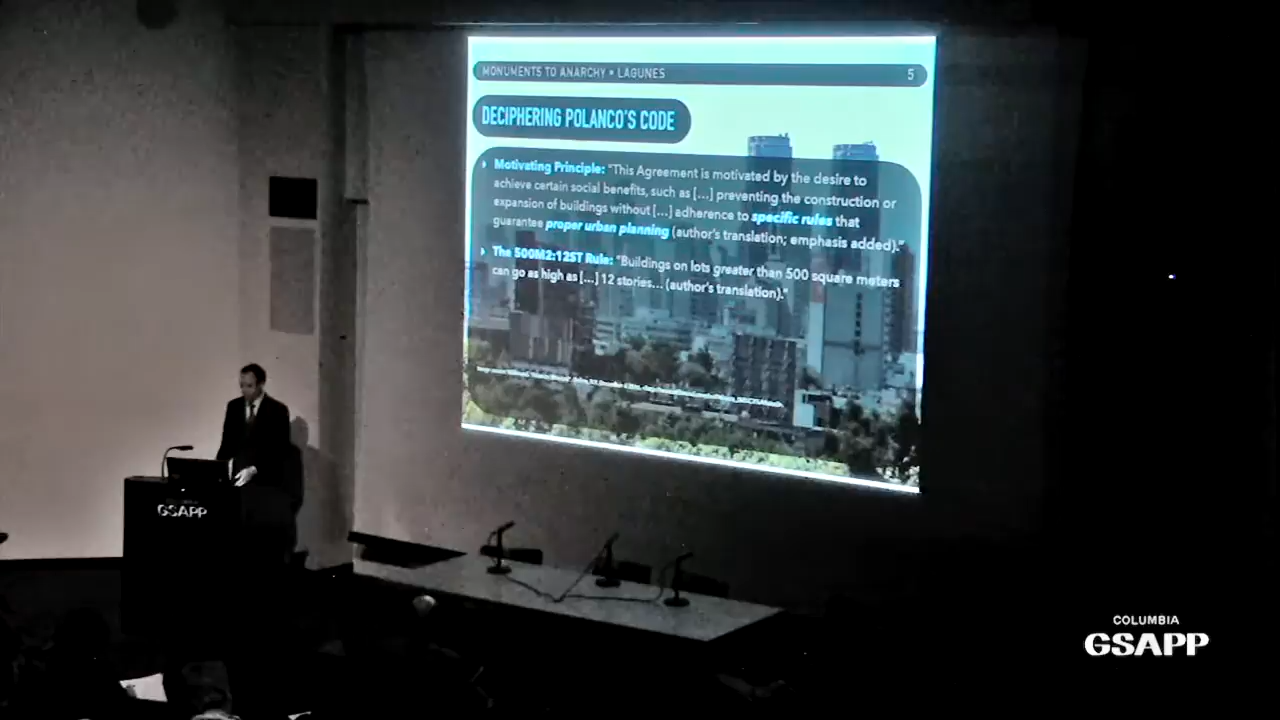 MONUMENTS TO ANARCHY • LAGUNES 5
DECIPHERING POLANCO'S CODE
Motivating Principle: "This Agreement is motivated by the desire to
achieve certain social benefits, such as [...] preventing the construction or
expansion of buildings without [...] adherence to specific rules that
guarantee proper urban planning (author's translation; emphasis added)."
The 500M2:12ST Rule: "Buildings on lots greater than 500 square meters
can go as high as [...] 12 stories... (author's translation)."
COLUMBIA
GSAPP
COLUMBIA
GSAPP